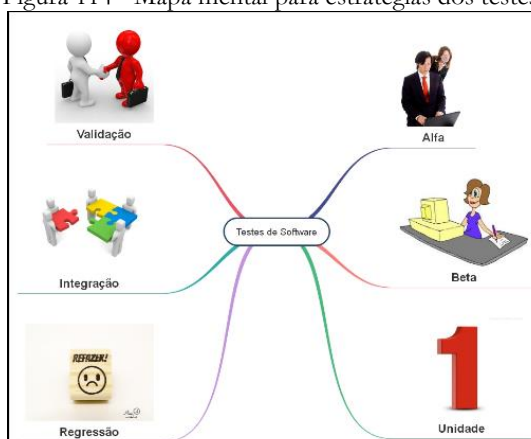 Figura 114 - Mapa mental para estratégias dos testes
Validação
Alfa
Testes de Software
Integração
Beta
REFAZER!
Regressão
1
Unidade